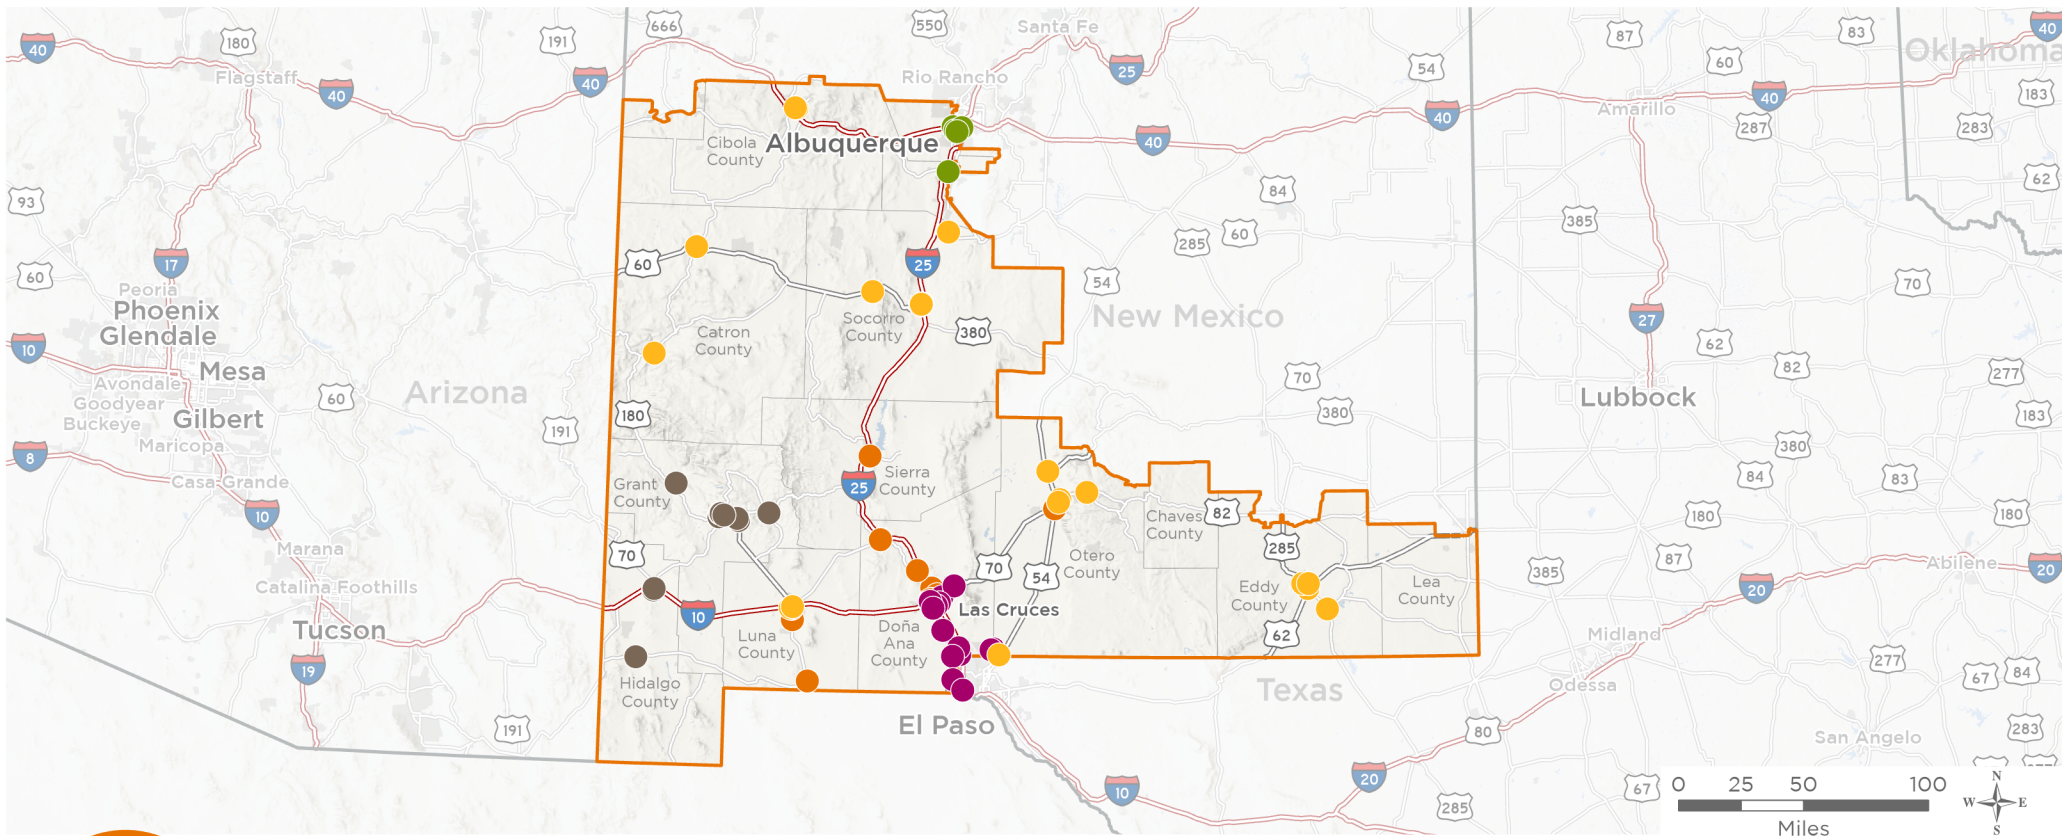 666
550
Santa Fe
87
83
40
Oklahoma
40
180
191
25
54
60
Flagstaff
40
40
Rio Rancho
40
Amarillo
40
183
287
283
Albuquerque
40
Cibola
County
93
84
62
385
60
285
60
17
60
25
54
70
60
Peoria
Phoenix
Glendale
New Mexico
27
Socorro
County
380
Catron
County
10
62
Mesa
Avondale
Goodyear
Buckeye
Gilbert
60
Arizona
70
82
277
Lubbock
180
380
183
191
Maricopa
8
380
Casa Grande
Grant
County
Sierra
County
25
84
83
10
Chaves
County
82
180
180
Marana
70
285
Otero
County
70
54
87
385
Abilene
20
Catalina Foothills
Eddy
County
Lea
County
20
10
Las Cruces
Tucson
Luna
County
Doña
Ana
County
62
Midland
19
277
67
84
Hidalgo
County
Texas
Odessa
191
El Paso
80
San Angelo
283
20
10
67
285
277
0
25
50
100
Miles
N
W
E
S